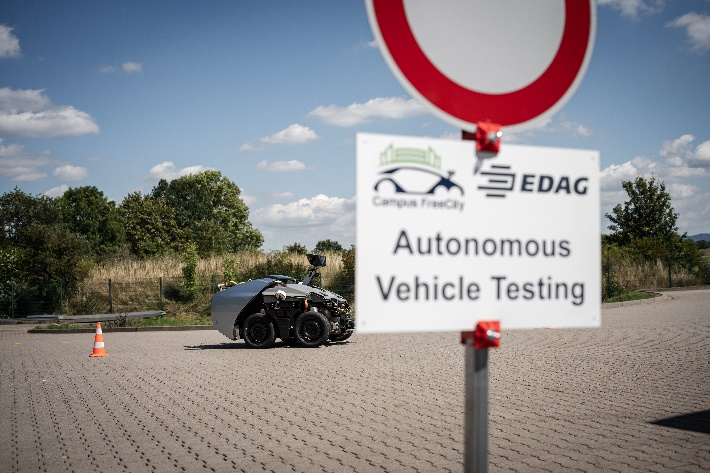 Campus FreeCity
EDAG
Autonomous
Vehicle Testing